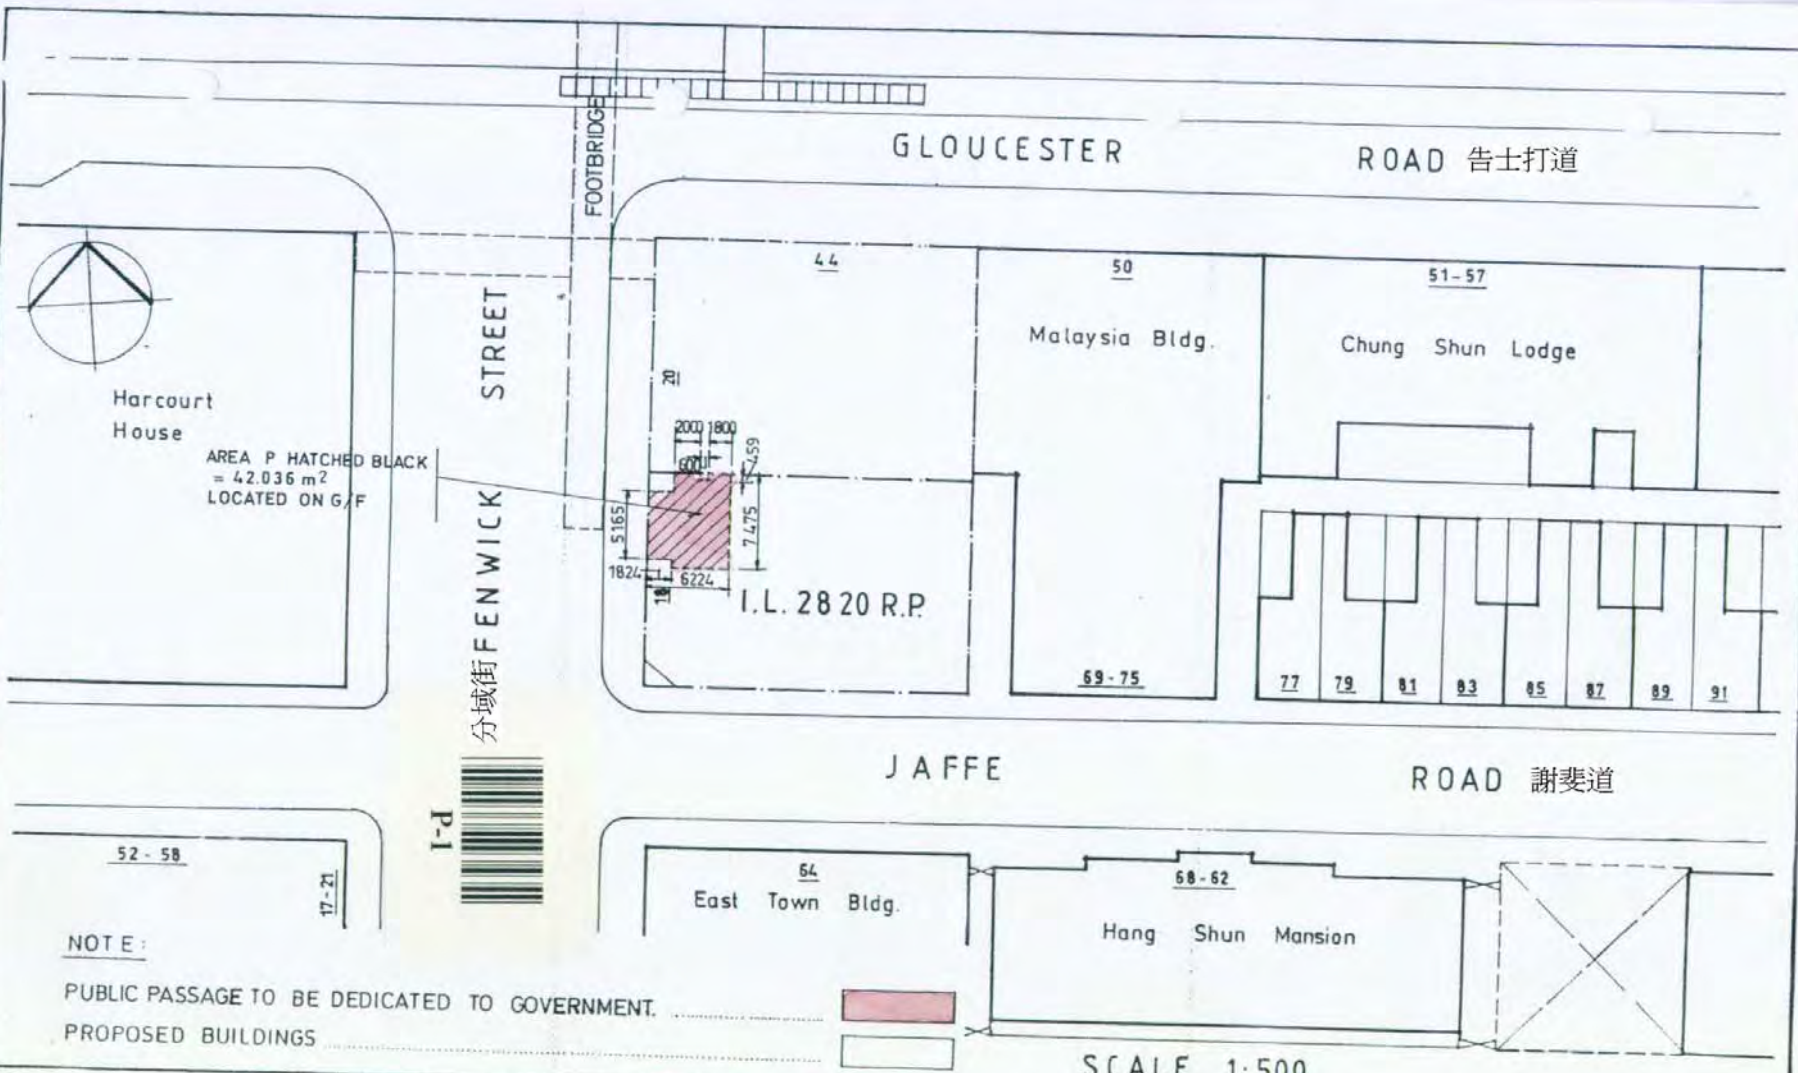 FOOTBRIDGE
GLOUCESTER ROAD 告士打道
44
50
51-57
Malaysia Bldg.
Chung Shun Lodge
Harcourt
House
20
AREA P HATCHED BLACK
= 42.036 m²
LOCATED ON G/F
分域街 FENWICK STREET
2000 1800
600
459
5165
7475
1824
6224
18
I.L. 2820 R.P.
69-75
77 79 81 83 85 87 89 91
JAFFE ROAD 謝斐道
P-1
52-58
17-21
64
East Town Bldg.
68-62
Hang Shun Mansion
NOTE:
PUBLIC PASSAGE TO BE DEDICATED TO GOVERNMENT.
PROPOSED BUILDINGS
SCALE 1:500